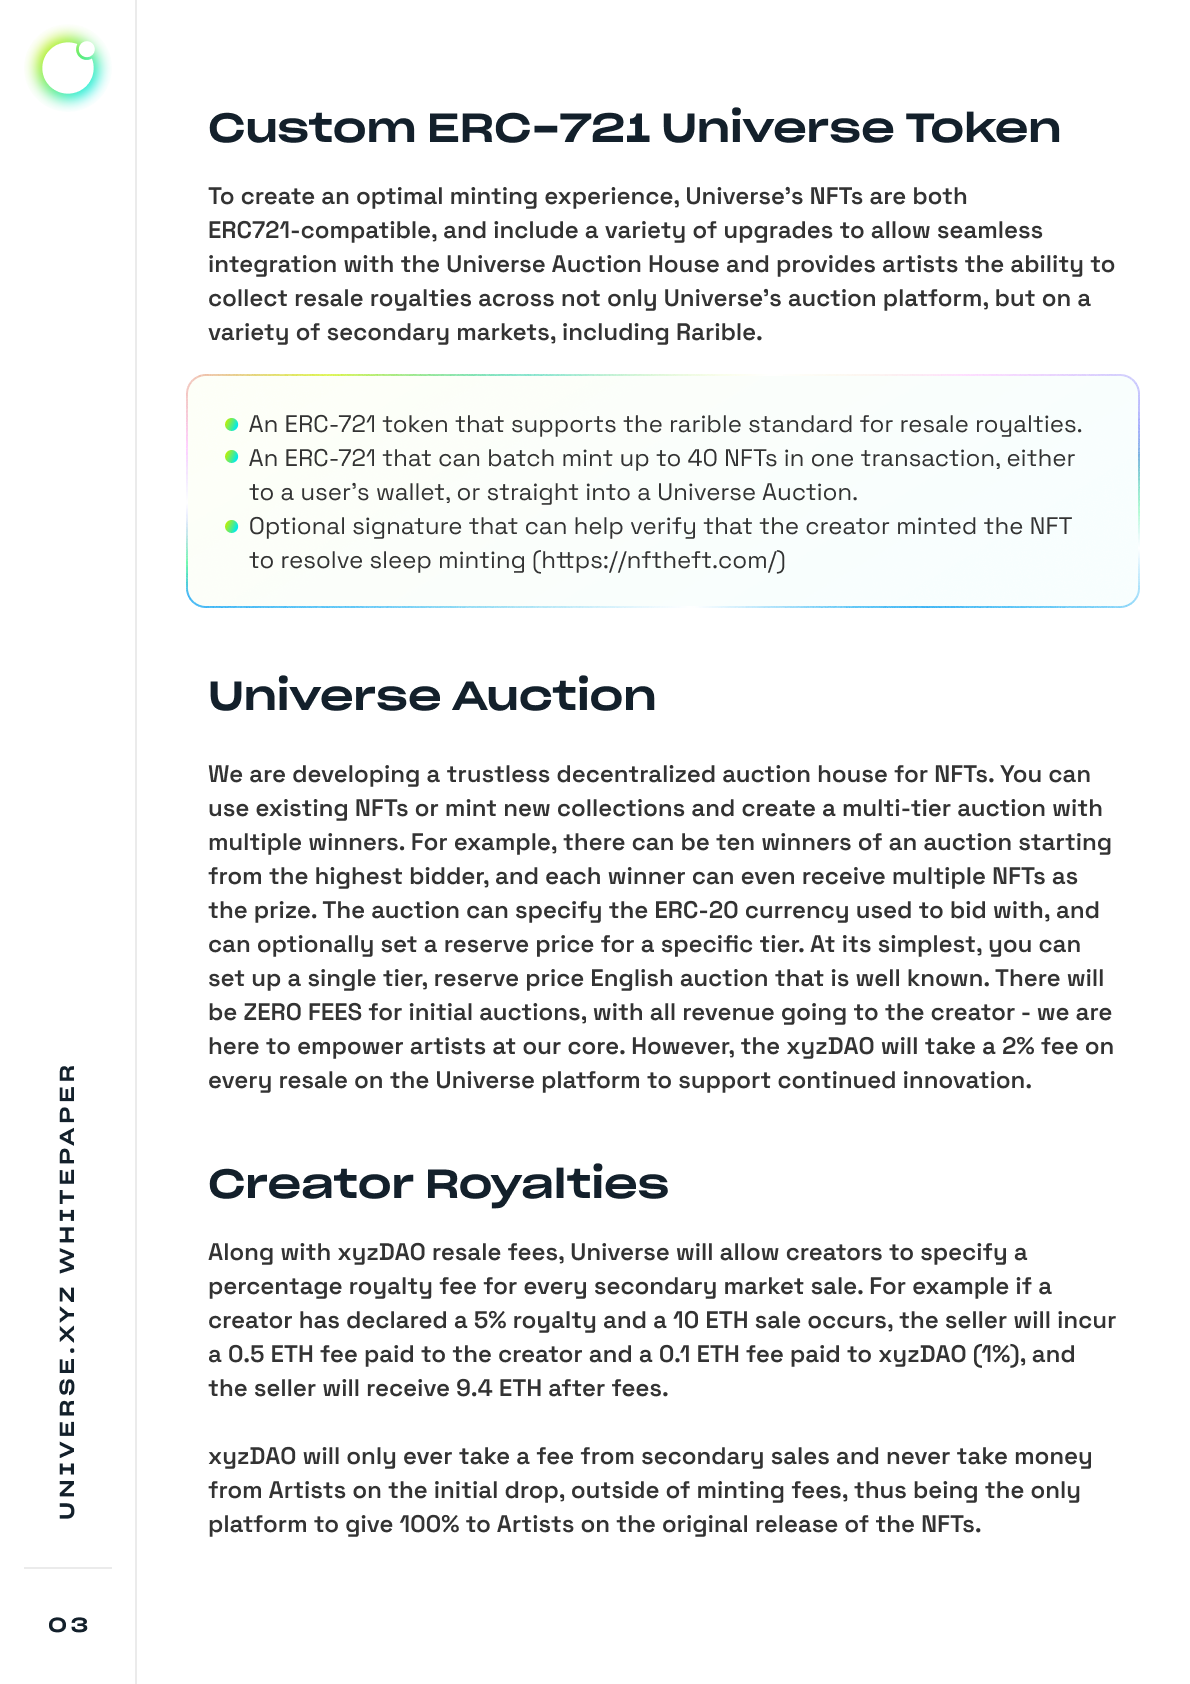 Custom ERC-721 Universe Token
To create an optimal minting experience, Universe's NFTs are both
ERC721-compatible, and include a variety of upgrades to allow seamless
integration with the Universe Auction House and provides artists the ability to
collect resale royalties across not only Universe's auction platform, but on a
variety of secondary markets, including Rarible.
An ERC-721 token that supports the rarible standard for resale royalties.
An ERC-721 that can batch mint up to 40 NFTs in one transaction, either
to a user's wallet, or straight into a Universe Auction.
Optional signature that can help verify that the creator minted the NFT
to resolve sleep minting (https://nftheft.com/)
Universe Auction
We are developing a trustless decentralized auction house for NFTs. You can
use existing NFTs or mint new collections and create a multi-tier auction with
multiple winners. For example, there can be ten winners of an auction starting
from the highest bidder, and each winner can even receive multiple NFTs as
the prize. The auction can specify the ERC-20 currency used to bid with, and
can optionally set a reserve price for a specific tier. At its simplest, you can
set up a single tier, reserve price English auction that is well known. There will
be ZERO FEES for initial auctions, with all revenue going to the creator - we are
here to empower artists at our core. However, the xyzDAO will take a 2% fee on
every resale on the Universe platform to support continued innovation.
Creator Royalties
Along with xyzDAO resale fees, Universe will allow creators to specify a
percentage royalty fee for every secondary market sale. For example if a
creator has declared a 5% royalty and a 10 ETH sale occurs, the seller will incur
a 0.5 ETH fee paid to the creator and a 0.1 ETH fee paid to xyzDAO (1%), and
the seller will receive 9.4 ETH after fees.
xyzDAO will only ever take a fee from secondary sales and never take money
from Artists on the initial drop, outside of minting fees, thus being the only
platform to give 100% to Artists on the original release of the NFTs.
UNIVERSE.XYZ WHITEPAPER
03